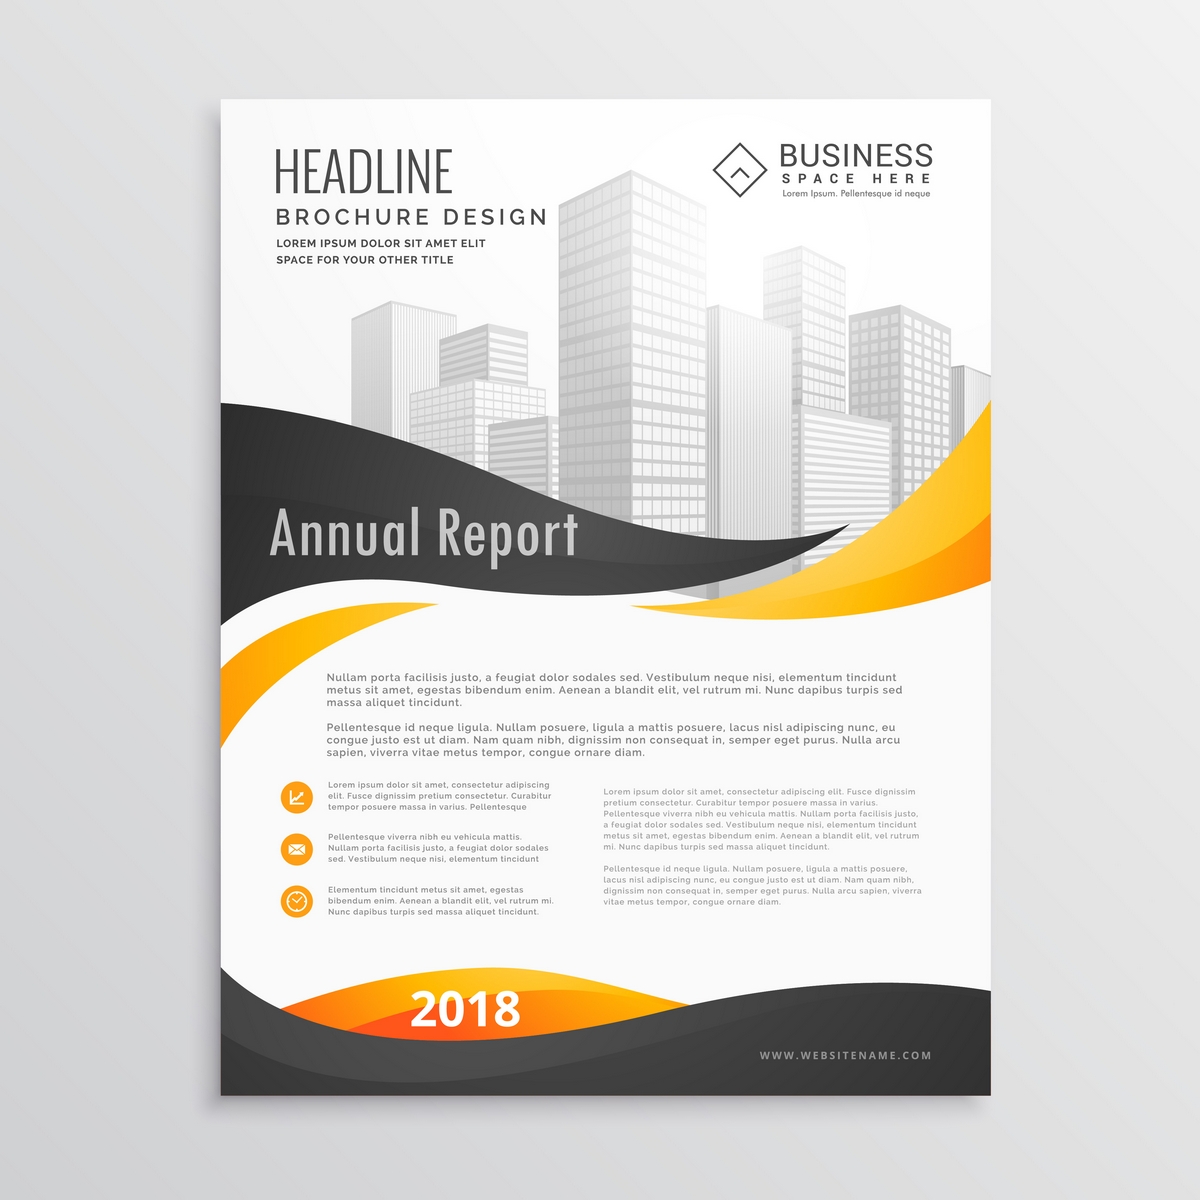 HEADLINE
BROCHURE DESIGN
LOREM IPSUM DOLOR SIT AMET ELIT
SPACE FOR YOUR OTHER TITLE
BUSINESS
SPACE HERE
Lorem Ipsum. Pellentesque id neque
Annual Report
Nullam porta facilisis justo, a feugiat dolor sodales sed. Vestibulum neque nisi, elementum tincidunt
metus sit amet, egestas bibendum enim. Aenean a blandit elit, vel rutrum mi. Nunc dapibus turpis sed
massa aliquet tincidunt.
Pellentesque id neque ligula. Nullam posuere, ligula a mattis posuere, lacus nisl adipiscing nunc, eu
congue justo est ut diam. Nam quam nibh, dignissim non consequat in, semper eget purus. Nulla arcu
sapien, viverra vitae metus tempor, congue ornare diam.
Lorem ipsum dolor sit amet, consectetur adipiscing
elit. Fusce dignissim pretium consectetur. Curabitur
tempor posuere massa in varius. Pellentesque
Pellentesque viverra nibh eu vehicula mattis.
Nullam porta facilisis justo, a feugiat dolor sodales
sed. Vestibulum neque nisi, elementum tincidunt
Elementum tincidunt metus sit amet, egestas
bibendum enim. Aenean a blandit elit, vel rutrum mi.
Nunc dapibus turpis sed massa aliquet tincidunt.
Lorem ipsum dolor sit amet, consectetur adipiscing elit. Fusce dignissim
pretium consectetur. Curabitur tempor posuere massa in varius.
Pellentesque viverra nibh eu vehicula mattis. Nullam porta facilisis justo,
a feugiat dolor sodales sed. Vestibulum neque nisi, elementum tincidunt
metus sit amet, egestas bibendum enim. Aenean a blandit elit, vel rutrum
mi. Nunc dapibus turpis sed massa aliquet tincidunt.
Pellentesque id neque ligula. Nullam posuere, ligula a mattis posuere,
lacus nisl adipiscing nunc, eu congue justo est ut diam. Nam quam nibh,
dignissim non consequat in, semper eget purus. Nulla arcu sapien, viverra
vitae metus tempor, congue ornare diam.
2018
WWW.WEBSITENAME.COM